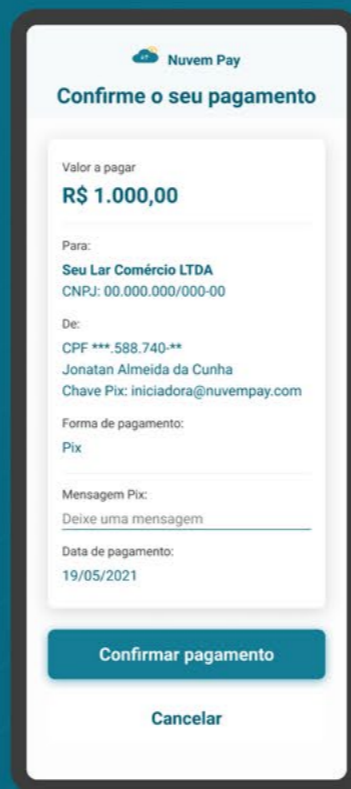 Nuvem Pay
Confirme o seu pagamento
Valor a pagar
R$ 1.000,00
Para:
Seu Lar Comércio LTDA
CNPJ: 00.000.000/000-00
De:
CPF ***.588.740-**
Jonatan Almeida da Cunha
Chave Pix: iniciadora@nuvempay.com
Forma de pagamento:
Pix
Mensagem Pix:
Deixe uma mensagem
Data de pagamento:
19/05/2021
Confirmar pagamento
Cancelar